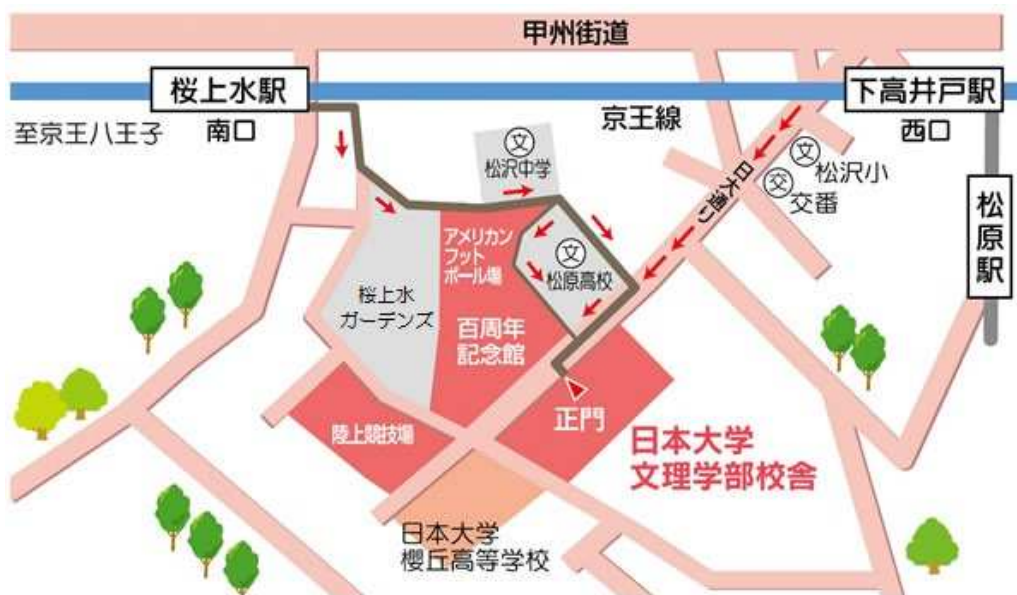 甲州街道
桜上水駅
下高井戸駅
至京王八王子
南口
京王線
西口
文
松沢中学
文
松沢小
交
交番
日大通り
松原駅
アメリカン
フット
ボール場
文
松原高校
桜上水
ガーデンズ
百周年
記念館
正門
陸上競技場
日本大学
文理学部校舎
日本大学
櫻丘高等学校